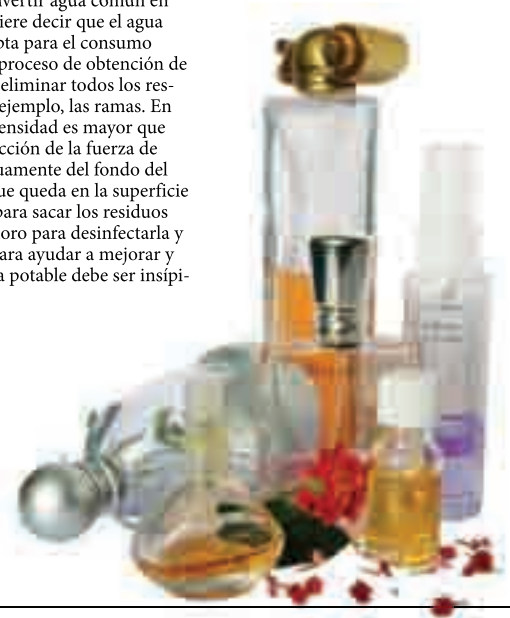 vertir agua común en
iere decir que el agua
pta para el consumo
proceso de obtención de
eliminar todos los res-
ejemplo, las ramas. En
ensidad es mayor que
cción de la fuerza de
uamente del fondo del
ue queda en la superficie
para sacar los residuos
loro para desinfectarla y
ara ayudar a mejorar y
a potable debe ser insípi-